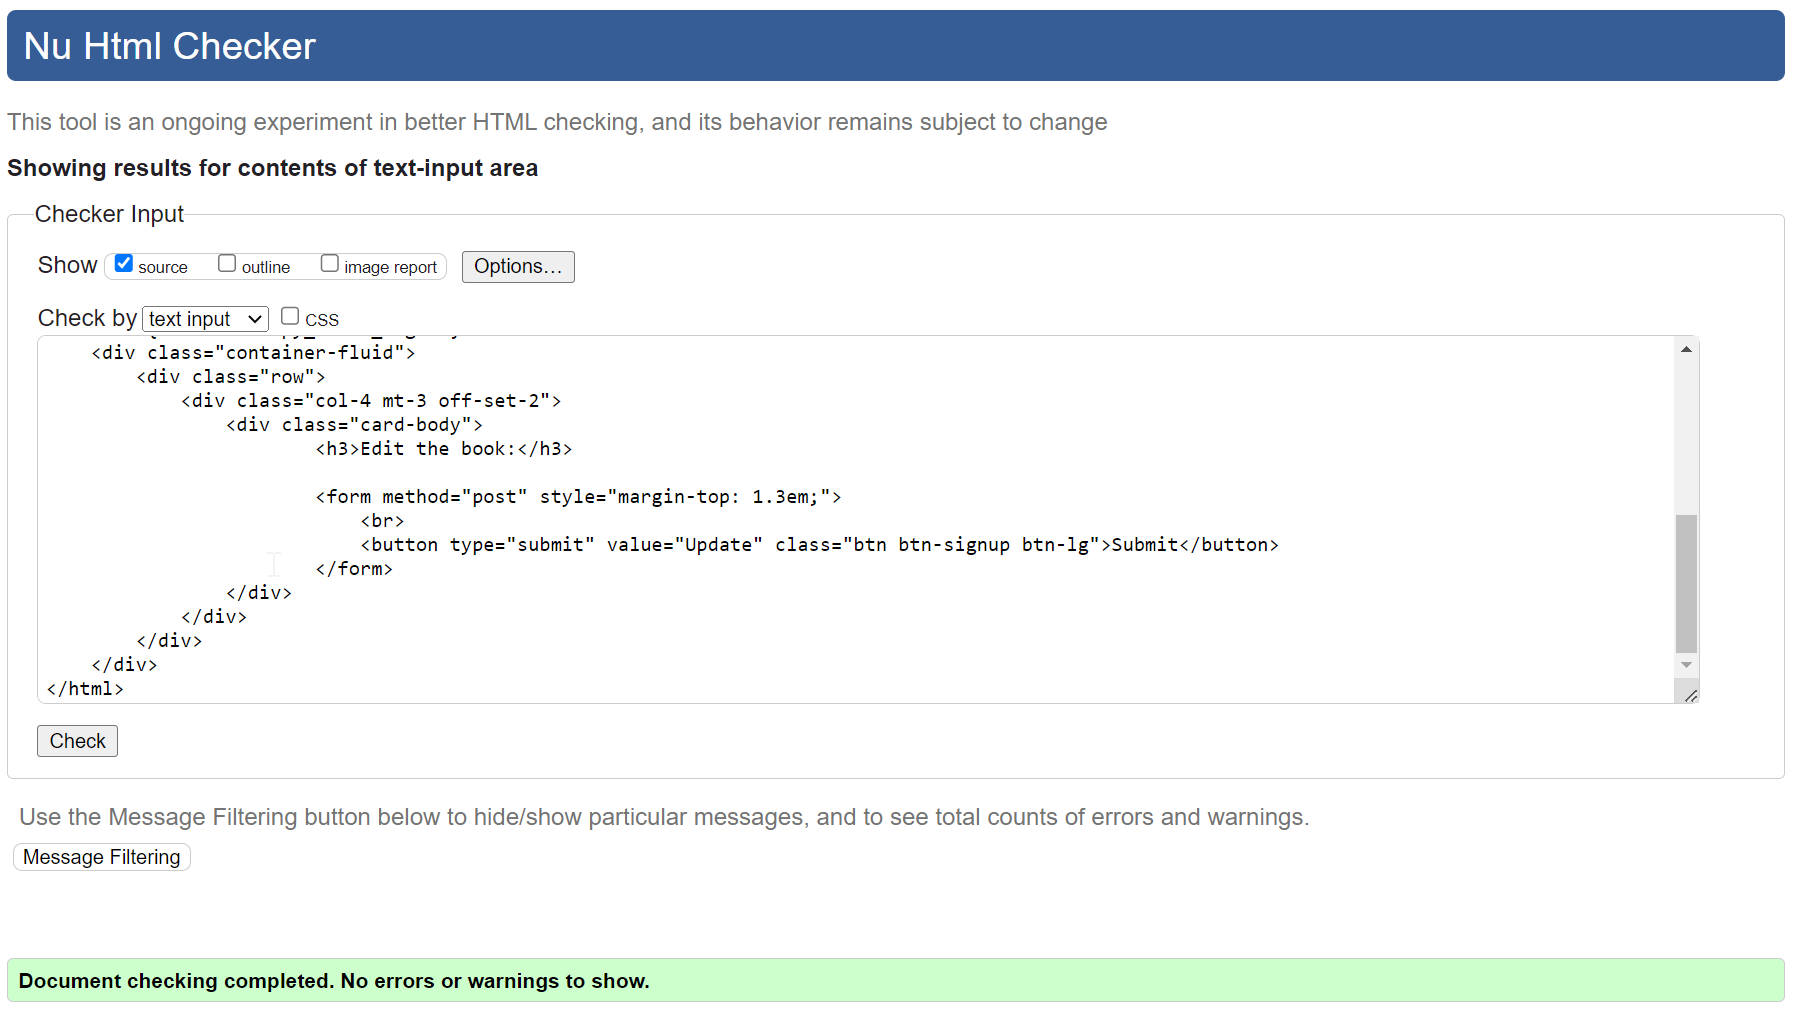 Nu Html Checker
This tool is an ongoing experiment in better HTML checking, and its behavior remains subject to change
Showing results for contents of text-input area
Checker Input
Show source outline image report Options...
Check by text input CSS
<div class="container-fluid">
<div class="row">
<div class="col-4 mt-3 off-set-2">
<div class="card-body">
<h3>Edit the book:</h3>
<form method="post" style="margin-top: 1.3em;">
<br>
<button type="submit" value="Update" class="btn btn-signup btn-lg">Submit</button>
</form>
</div>
</div>
</div>
</div>
</html>
Check
Use the Message Filtering button below to hide/show particular messages, and to see total counts of errors and warnings.
Message Filtering
Document checking completed. No errors or warnings to show.